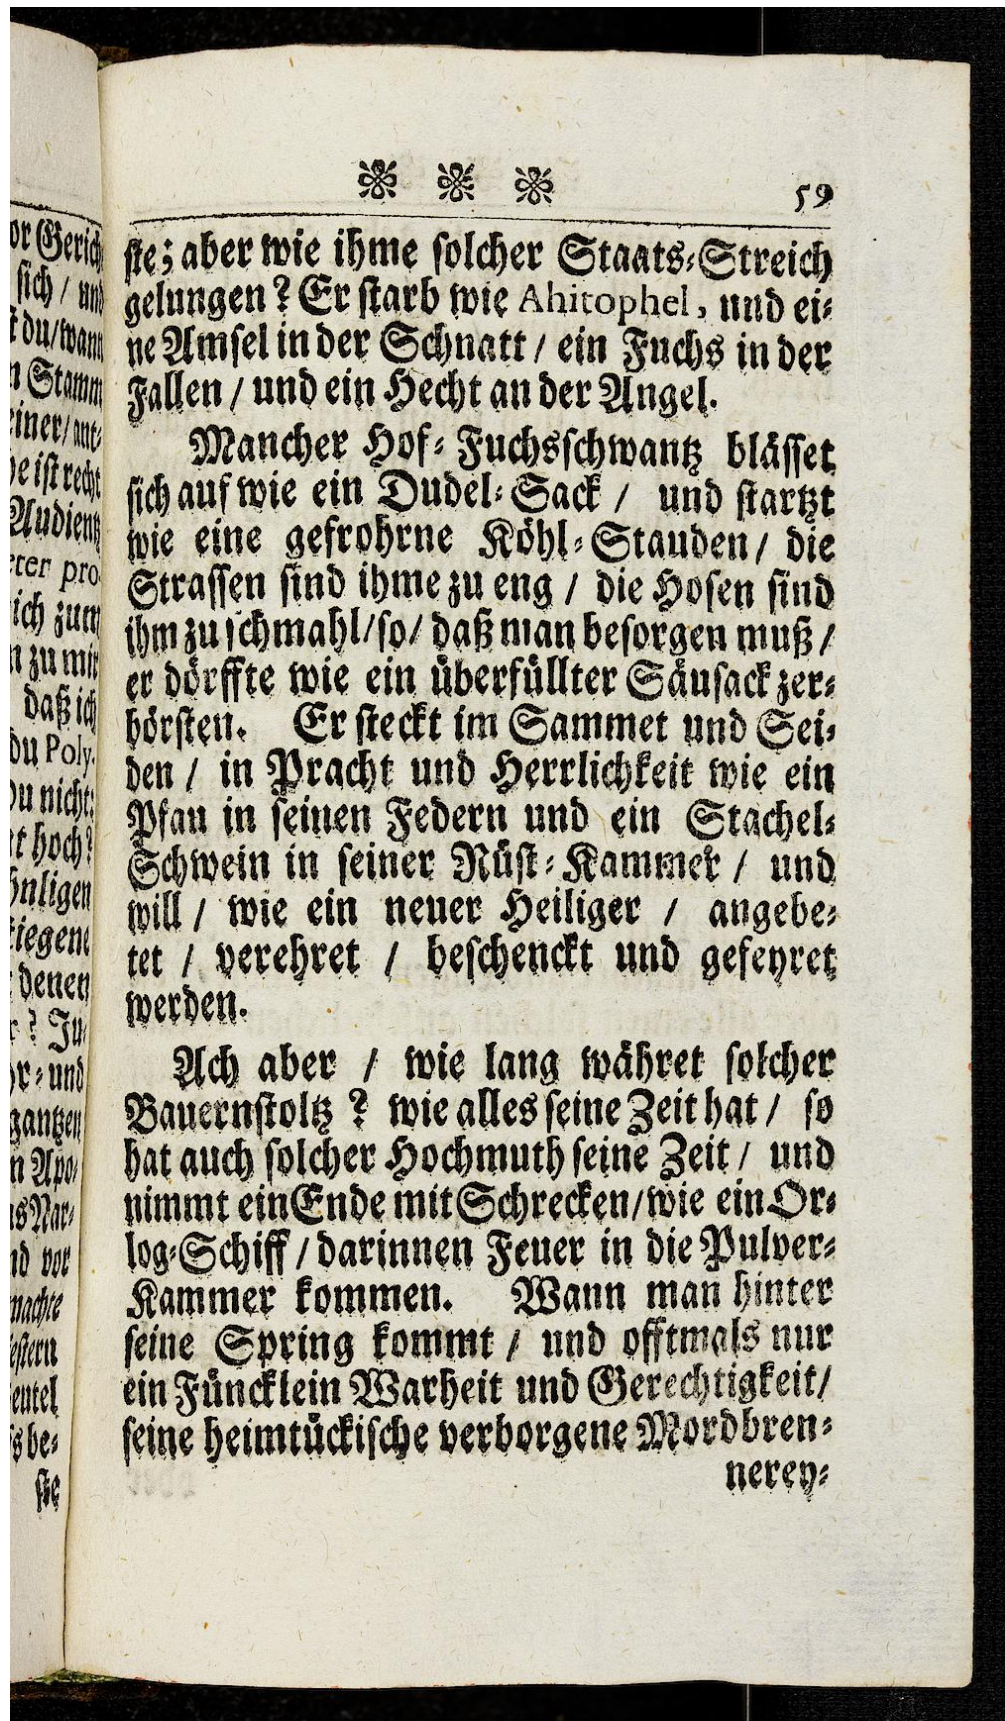 59
ste; aber wie ihme solcher Staats-Streich
gelungen? Er starb wie Ahitophel, und ei-
ne Amsel in der Schnatt / ein Fuchs in der
Fallen / und ein Hecht an der Angel.
Mancher Hof-Fuchsschwantz blässet
sich auf wie ein Dudel-Sack / und startzt
wie eine gefrohrne Köhl-Stauden / die
Strassen sind ihme zu eng / die Hosen sind
ihm zu schmahl / so / daß man besorgen muß /
er dörffte wie ein überfüllter Säusack zer-
börsten. Er steckt im Sammet und Sei-
den / in Pracht und Herrlichkeit wie ein
Pfau in seinen Federn und ein Stachel-
Schwein in seiner Rüst-Kammer / und
will / wie ein neuer Heiliger / angebe-
tet / verehret / beschenckt und gefeyret
werden.
Ach aber / wie lang währet solcher
Bauernstoltz? wie alles seine Zeit hat / so
hat auch solcher Hochmuth seine Zeit / und
nimmt ein Ende mit Schrecken / wie ein Or-
log-Schiff / darinnen Feuer in die Pulver-
Kammer kommen. Wann man hinter
seine Spring kommt / und offtmals nur
ein Füncklein Warheit und Gerechtigkeit /
seine heimtückische verborgene Mordbren-
nerey-